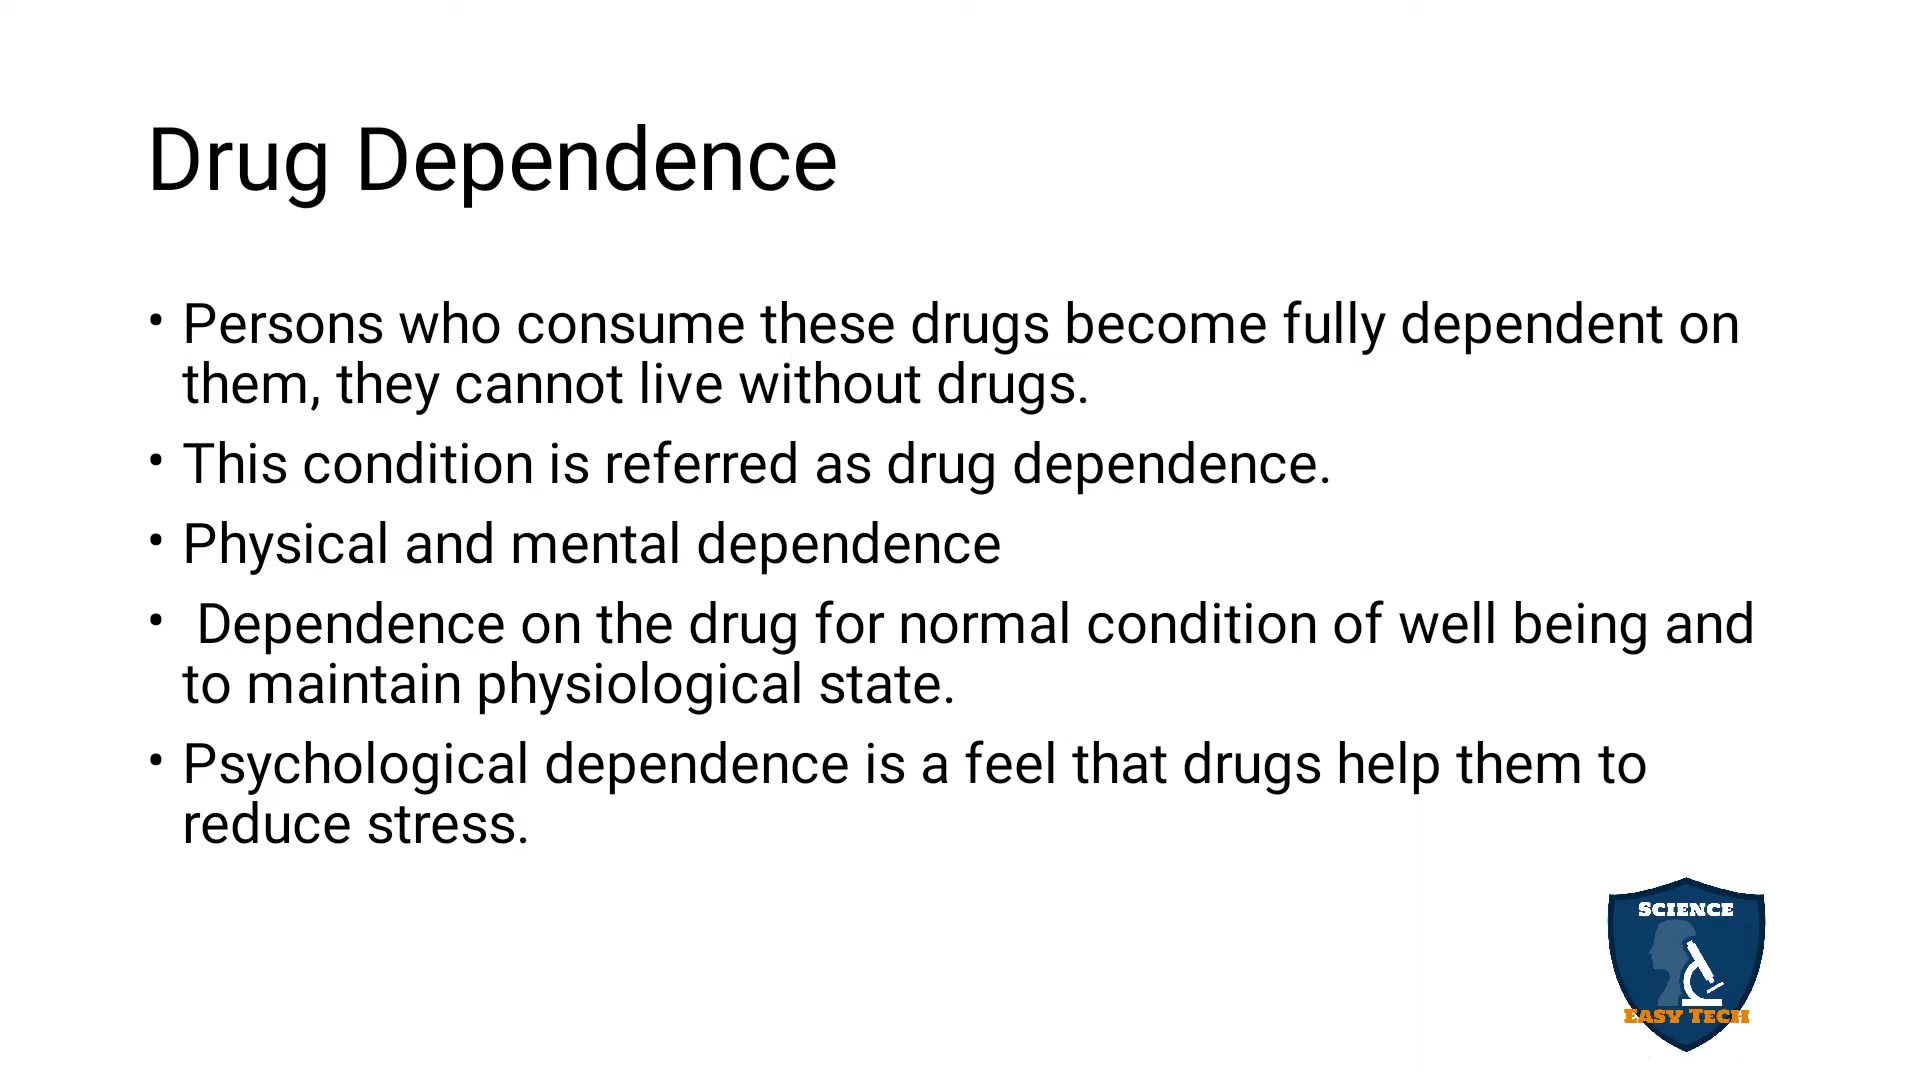 Drug Dependence
• Persons who consume these drugs become fully dependent on
them, they cannot live without drugs.
• This condition is referred as drug dependence.
• Physical and mental dependence
• Dependence on the drug for normal condition of well being and
to maintain physiological state.
• Psychological dependence is a feel that drugs help them to
reduce stress.
SCIENCE
EASY TECH